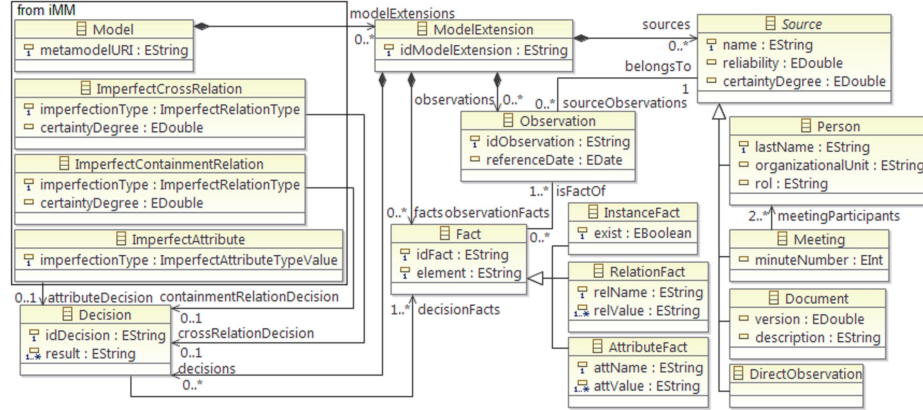 from iMM
Model
metamodelURI : EString
modelExtensions
0..*
ModelExtension
idModelExtension : EString
sources
0..*
Source
name : EString
reliability : EDouble
certaintyDegree : EDouble
belongsTo
1
ImperfectCrossRelation
imperfectionType : ImperfectRelationType
certaintyDegree : EDouble
observations
0..*
0..*
sourceObservations
Observation
idObservation : EString
referenceDate : EDate
Person
lastName : EString
organizationalUnit : EString
rol : EString
ImperfectContainmentRelation
imperfectionType : ImperfectRelationType
certaintyDegree : EDouble
1..*
isFactOf
0..*
facts
observationFacts
0..*
2..*
meetingParticipants
ImperfectAttribute
imperfectionType : ImperfectAttributeTypeValue
Fact
idFact : EString
element : EString
InstanceFact
exist : EBoolean
Meeting
minuteNumber : EInt
RelationFact
relName : EString
1..* relValue : EString
0..1
attributeDecision
containmentRelationDecision
0..1
Decision
idDecision : EString
1..* result : EString
crossRelationDecision
0..1
decisions
0..*
1..*
decisionFacts
Document
version : EDouble
description : EString
AttributeFact
attName : EString
1..* attValue : EString
DirectObservation